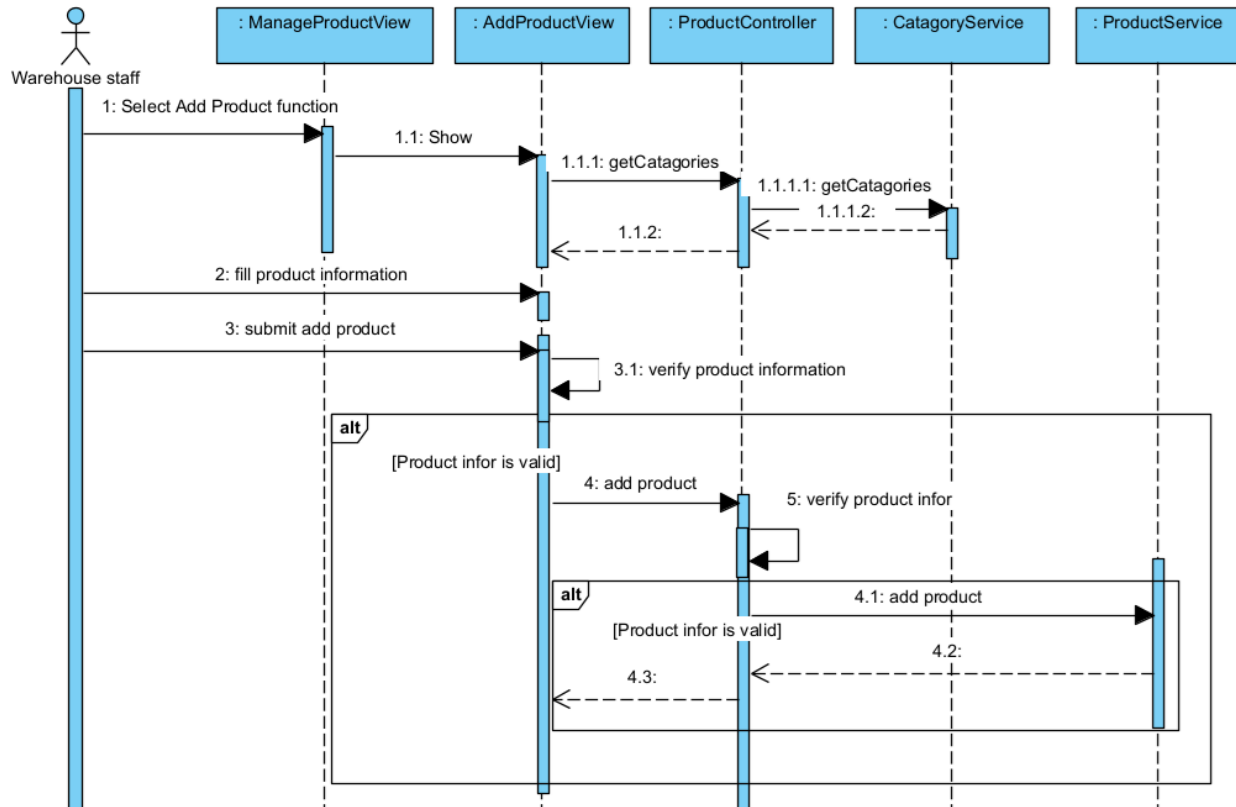 : ManageProductView
: AddProductView
: ProductController
: CatagoryService
: ProductService
Warehouse staff
1: Select Add Product function
1.1: Show
1.1.1: getCatagories
1.1.1.1: getCatagories
1.1.1.2:
1.1.2:
2: fill product information
3: submit add product
3.1: verify product information
alt
[Product infor is valid]
4: add product
5: verify product infor
alt
4.1: add product
[Product infor is valid]
4.2:
4.3: